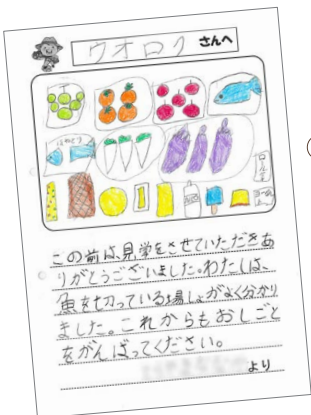 ウオロク さんへ
この前は、見学をさせていただきあ
りがとうございました。わたしは、
魚を切っている場しょがよく分かり
ました。これからもおしごと
をがんばってください。
より